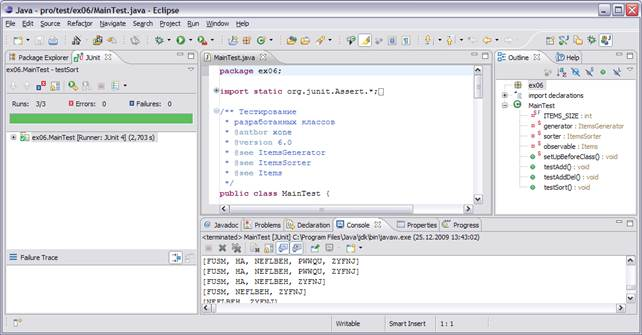 Java - pro/test/ex06/MainTest.java - Eclipse
File Edit Source Refactor Navigate Search Project Run Window Help
Java
Package Explorer JUnit
ex06.MainTest - testSort
Runs: 3/3 Errors: 0 Failures: 0
ex06.MainTest [Runner: JUnit 4] (2,703 s)
Failure Trace
MainTest.java
package ex06;
import static org.junit.Assert.*;
/** Тестирование
* разработанных классов
* @author xone
* @version 6.0
* @see ItemsGenerator
* @see ItemsSorter
* @see Items
*/
public class MainTest {
Outline Help
ex06
import declarations
MainTest
ITEMS_SIZE : int
generator : ItemsGenerator
sorter : ItemsSorter
observable : Items
setUpBeforeClass() : void
testAdd() : void
testAddDel() : void
testSort() : void
Javadoc Problems Declaration Console Properties Progress
<terminated> MainTest [JUnit] C:\Program Files\Java\jdk\bin\javaw.exe (25.12.2009 13:43:02)
[FUSM, HA, NEFLBEH, PWWQU, ZYFNJ]
[FUSM, HA, NEFLBEH, PWWQU, ZYFNJ]
[FUSM, HA, NEFLBEH, ZYFNJ]
[FUSM, NEFLBEH, ZYFNJ]
[NEFLBEH, ZYFNJ]
Writable Smart Insert 1 : 1